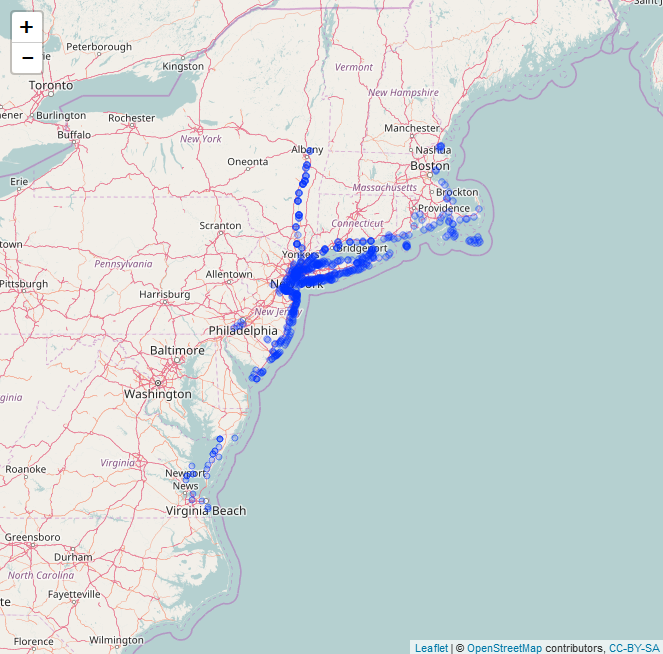 +
−
Peterborough
Kingston
Toronto
Vermont
New Hampshire
Burlington
Rochester
Buffalo
Manchester
New York
Albany
Nashua
Oneonta
Boston
Erie
Massachusetts
Brockton
Providence
Scranton
Connecticut
Yonkers
Bridgeport
Pennsylvania
Allentown
Pittsburgh
Harrisburg
New Jersey
Philadelphia
Baltimore
Washington
Virginia
Roanoke
Newport
News
Virginia Beach
Greensboro
Durham
North Carolina
Fayetteville
Florence
Wilmington
Leaflet | © OpenStreetMap contributors, CC-BY-SA